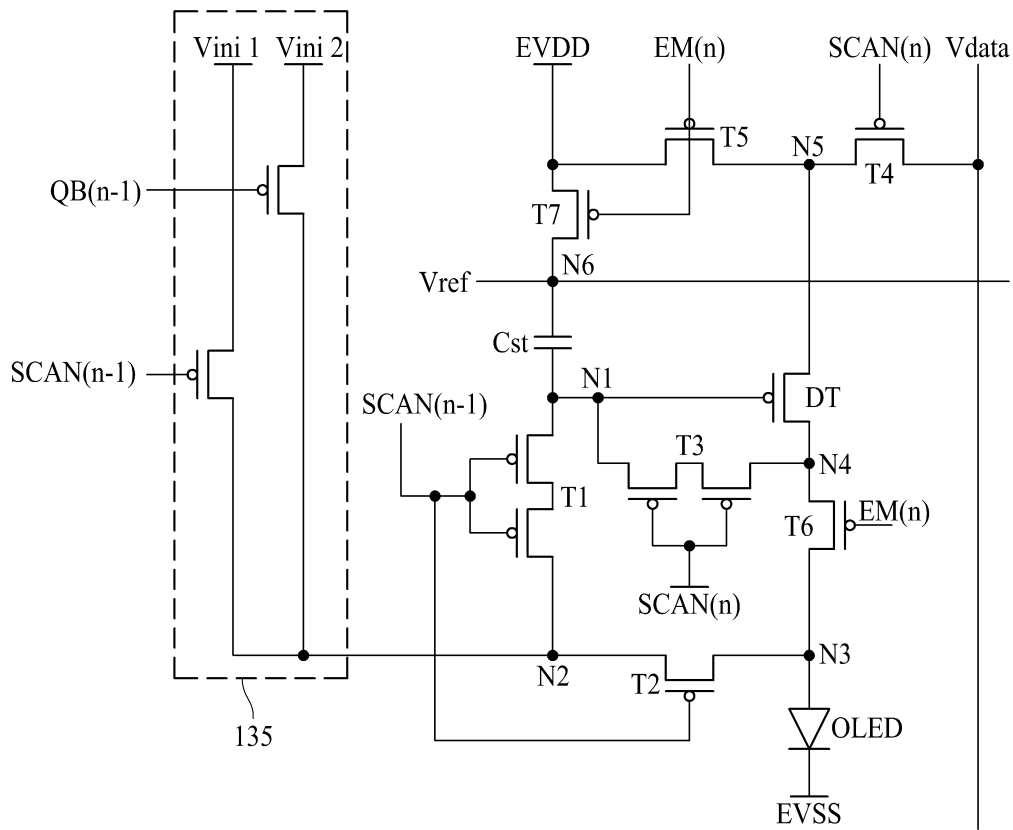 Vini 1
Vini 2
EVDD
EM(n)
SCAN(n)
Vdata
T5
N5
T4
QB(n-1)
T7
N6
Vref
Cst
SCAN(n-1)
SCAN(n-1)
N1
DT
T3
N4
T1
T6
EM(n)
SCAN(n)
N2
T2
N3
135
OLED
EVSS